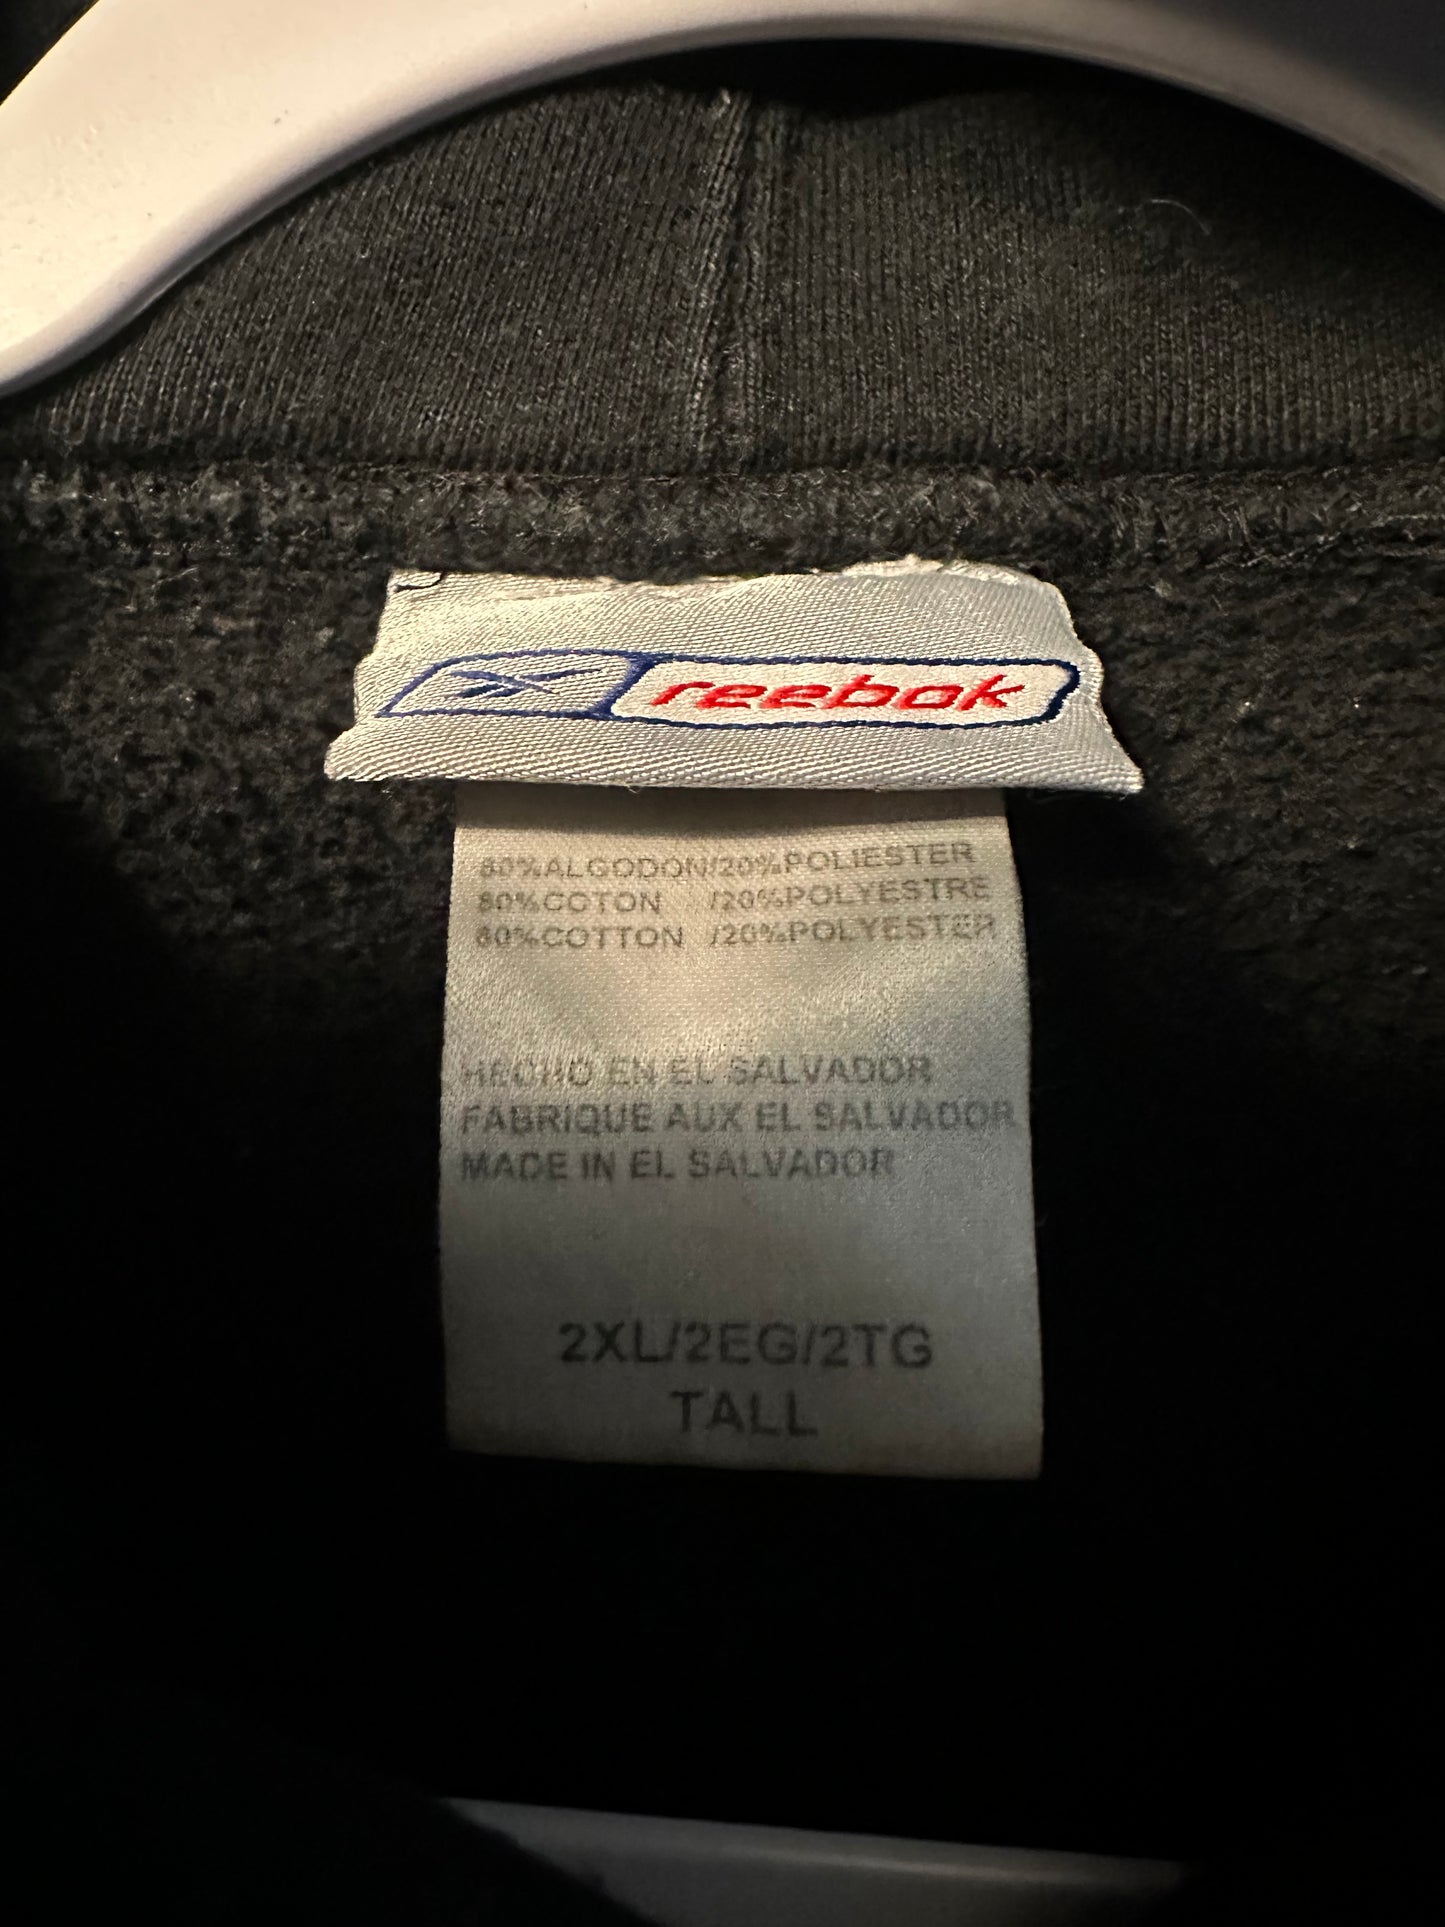 reebok
80%ALGODON/20%POLIESTER
80%COTON /20%POLYESTRE
80%COTTON /20%POLYESTER
HECHO EN EL SALVADOR
FABRIQUE AUX EL SALVADOR
MADE IN EL SALVADOR
2XL/2EG/2TG
TALL